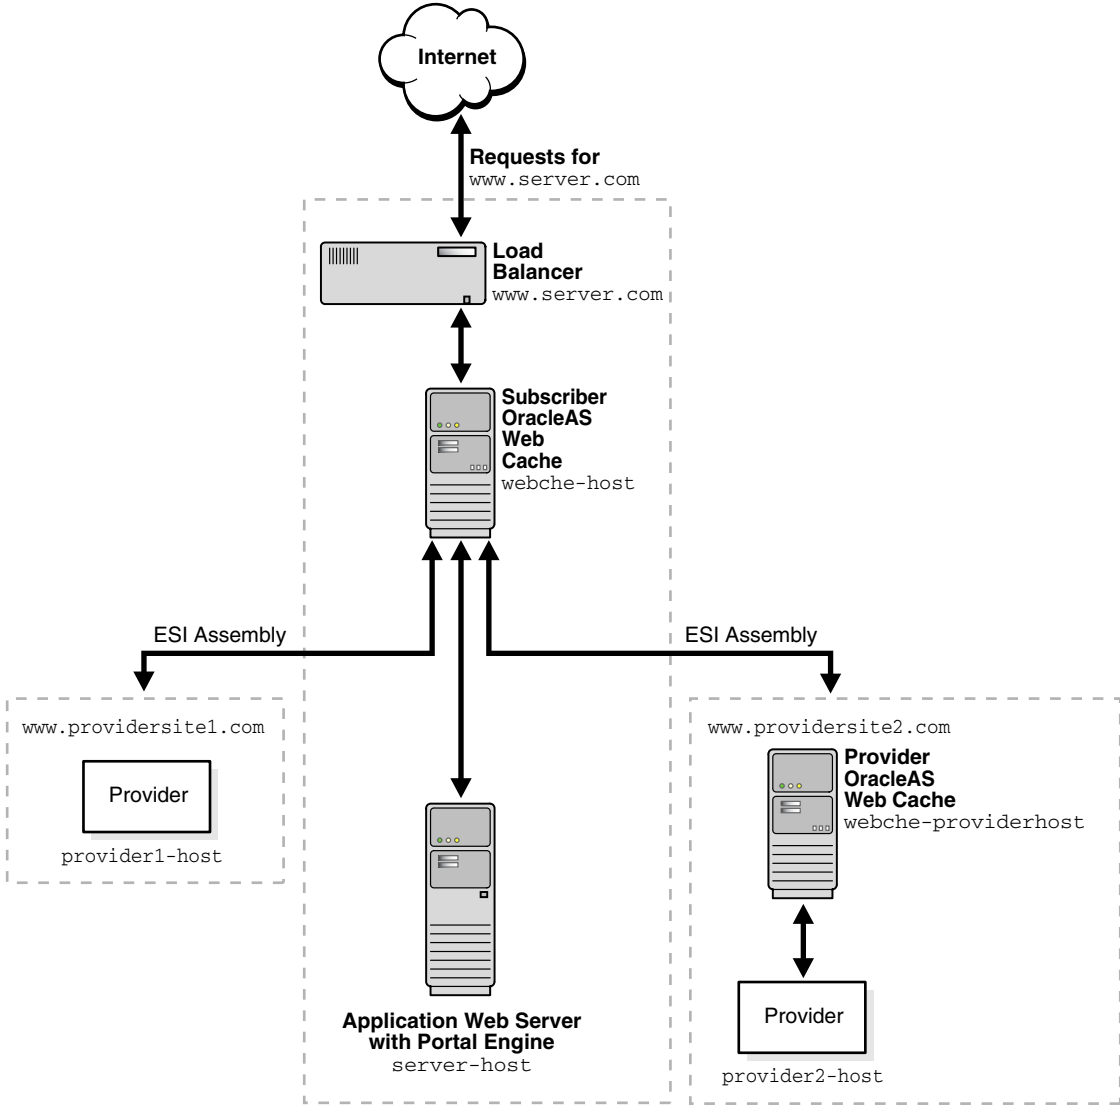 Internet
Requests for
www.server.com
Load
Balancer
www.server.com
Subscriber
OracleAS
Web
Cache
webche-host
ESI Assembly
ESI Assembly
www.providersite1.com
Provider
provider1-host
www.providersite2.com
Provider
OracleAS
Web Cache
webche-providerhost
Provider
provider2-host
Application Web Server
with Portal Engine
server-host